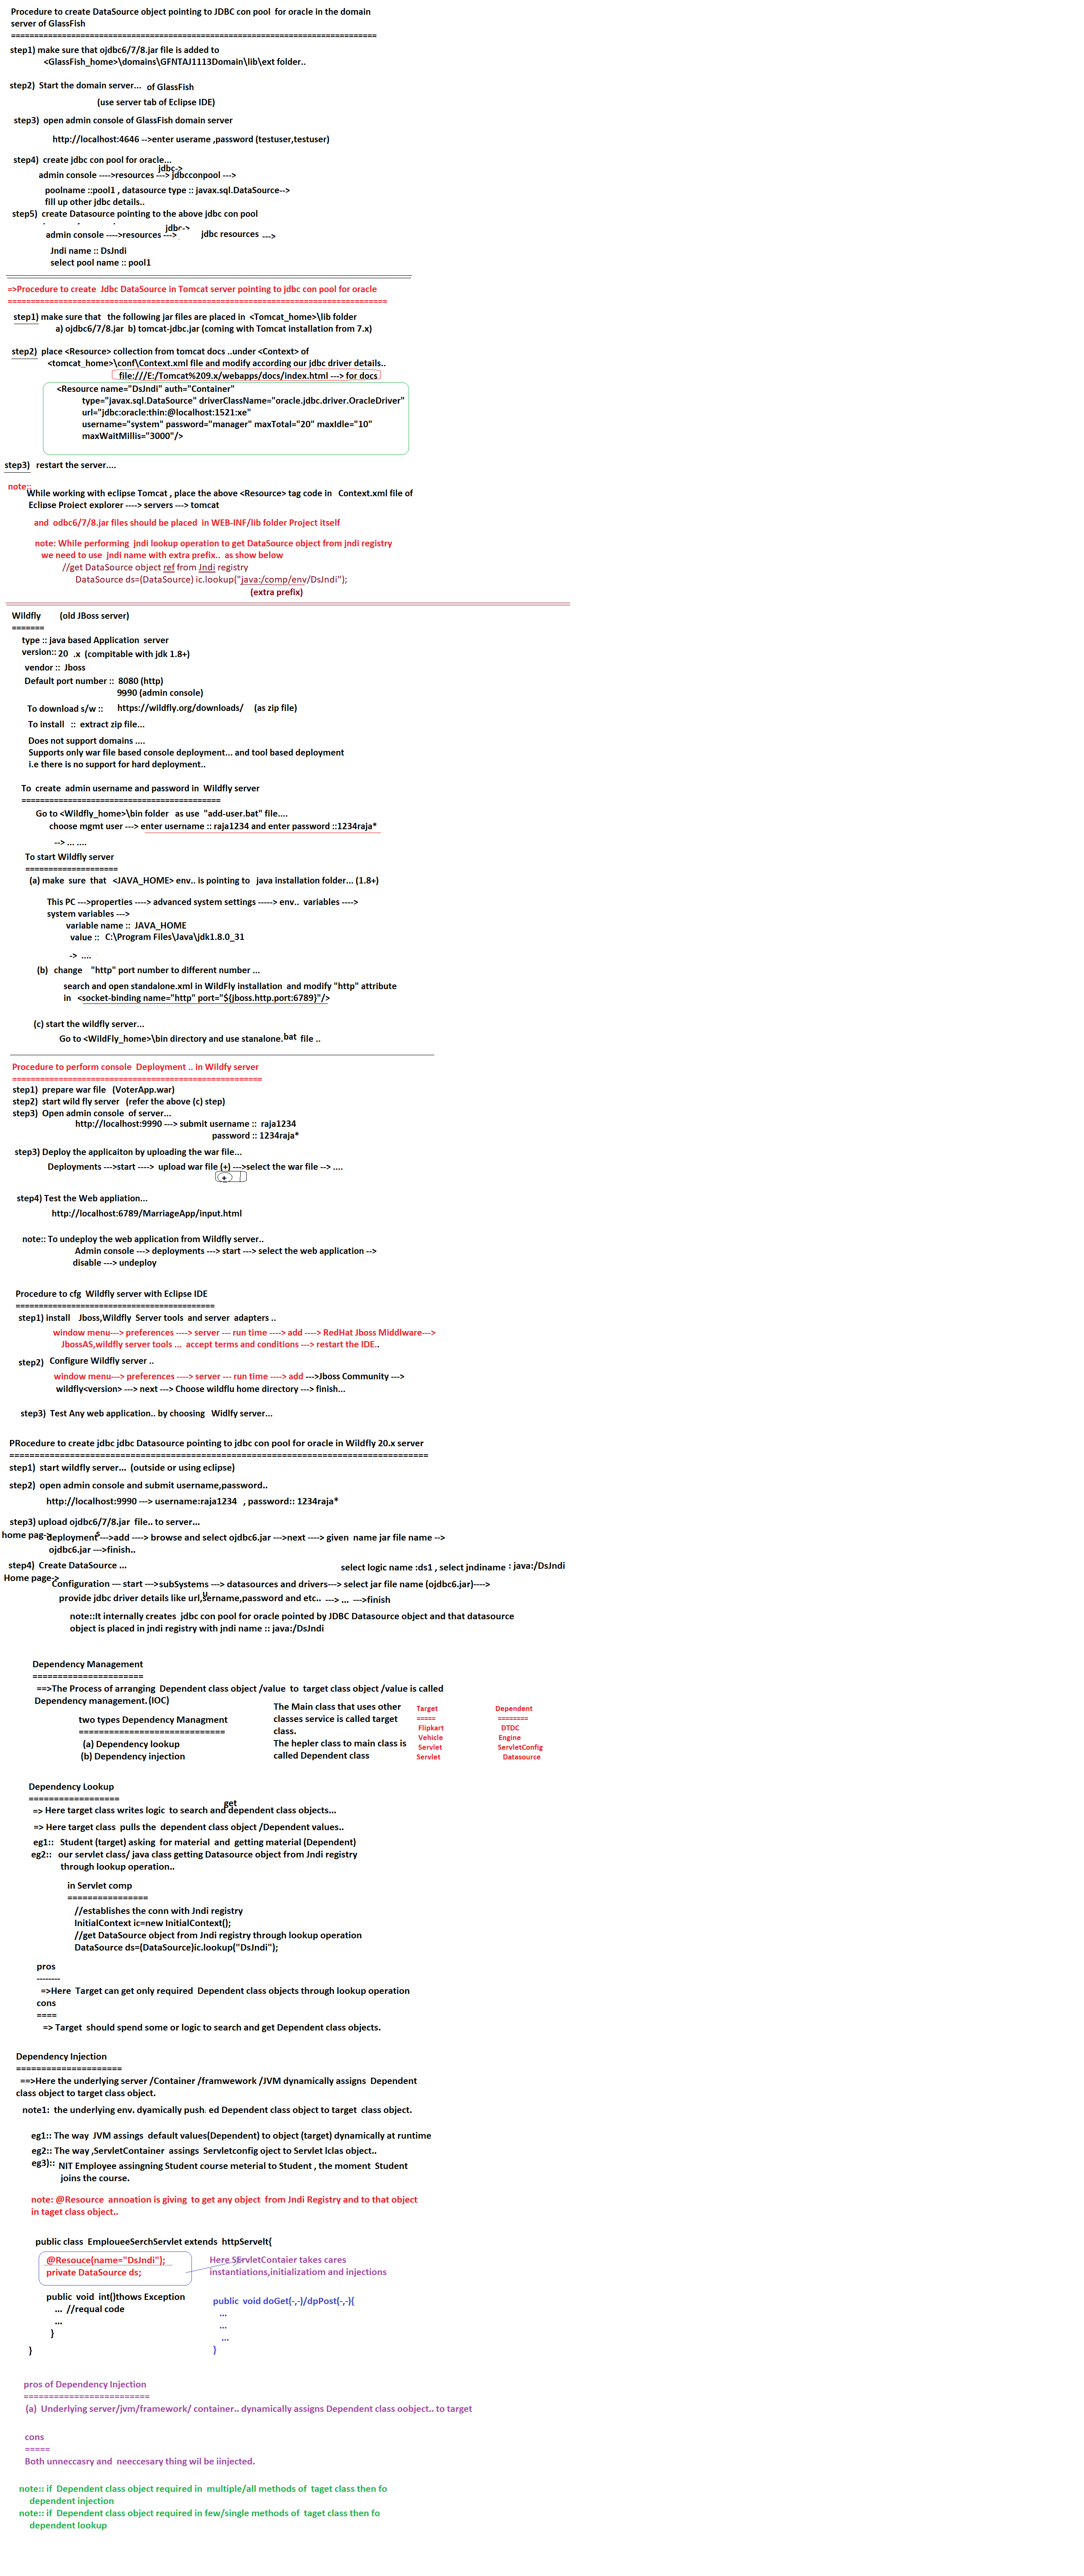 Procedure to create DataSource object pointing to JDBC con pool  for oracle in the domain
server of GlassFish
===============================================================================
step1) make sure that ojdbc6/7/8.jar file is added to
<GlassFish_home>\domains\GFNTAJ1113Domain\lib\ext folder..
step2)  Start the domain server...  of GlassFish
(use server tab of Eclipse IDE)
step3)  open admin console of GlassFish domain server
http://localhost:4646 -->enter userame ,password (testuser,testuser)
step4)  create jdbc con pool for oracle...
jdbc->
admin console ---->resources ---> jdbcconpool --->
poolname ::pool1 , datasource type :: javax.sql.DataSource-->
fill up other jdbc details..
step5)  create Datasource pointing to the above jdbc con pool
jdbc->
admin console ---->resources --->   jdbc resources --->
Jndi name :: DsJndi
select pool name :: pool1
=>Procedure to create  Jdbc DataSource in Tomcat server pointing to jdbc con pool for oracle
===============================================================================
step1) make sure that   the following jar files are placed in  <Tomcat_home>\lib folder
a) ojdbc6/7/8.jar  b) tomcat-jdbc.jar (coming with Tomcat installation from 7.x)
step2)  place <Resource> collection from tomcat docs ..under <Context> of
<tomcat_home>\conf\Context.xml file and modify according our jdbc driver details..
file:///E:/Tomcat%209.x/webapps/docs/index.html ---> for docs
<Resource name="DsJndi" auth="Container"
type="javax.sql.DataSource" driverClassName="oracle.jdbc.driver.OracleDriver"
url="jdbc:oracle:thin:@localhost:1521:xe"
username="system" password="manager" maxTotal="20" maxIdle="10"
maxWaitMillis="3000"/>
step3)   restart the server....
note::
While working with eclipse Tomcat , place the above <Resource> tag code in   Context.xml file of
Eclipse Project explorer ----> servers ---> tomcat
and  odbc6/7/8.jar files should be placed  in WEB-INF/lib folder Project itself
note: While performing  jndi lookup operation to get DataSource object from jndi registry
we need to use  jndi name with extra prefix..  as show below
//get DataSource object ref from Jndi registry
DataSource ds=(DataSource) ic.lookup("java:/comp/env/DsJndi");
(extra prefix)
Wildfly        (old JBoss server)
=======
type :: java based Application  server
version:: 20  .x  (compitable with jdk 1.8+)
vendor ::  Jboss
Default port number ::  8080 (http)
9990 (admin console)
To download s/w ::      https://wildfly.org/downloads/     (as zip file)
To install   ::  extract zip file...
Does not support domains ....
Supports only war file based console deployment... and tool based deployment
i.e there is no support for hard deployment..
To  create  admin username and password in  Wildfly server
===========================================
Go to <Wildfly_home>\bin folder   as use  "add-user.bat" file....
choose mgmt user ---> enter username :: raja1234 and enter password ::1234raja*
--> ... ....
To start Wildfly server
====================
(a) make  sure  that   <JAVA_HOME> env.. is pointing to   java installation folder... (1.8+)
This PC --->properties ----> advanced system settings -----> env..  variables ---->
system variables --->
variable name ::  JAVA_HOME
value ::   C:\Program Files\Java\jdk1.8.0_31
->  ....
(b)   change    "http" port number to different number ...
search and open standalone.xml in WildFly installation  and modify "http" attribute
in   <socket-binding name="http" port="${jboss.http.port:6789}"/>
(c) start the wildfly server...
Go to <WildFly_home>\bin directory and use stanalone.bat  file ..
Procedure to perform console  Deployment .. in Wildfy server
======================================================
step1)  prepare war file   (VoterApp.war)
step2)  start wild fly server   (refer the above (c) step)
step3)  Open admin console  of server...
http://localhost:9990 ---> submit username ::  raja1234
password :: 1234raja*
step3) Deploy the applicaiton by uploading the war file...
Deployments --->start ---->  upload war file (+) --->select the war file --> ....
+
step4) Test the Web appliation...
http://localhost:6789/MarriageApp/input.html
note:: To undeploy the web application from Wildfly server..
Admin console ---> deployments ---> start ---> select the web application -->
disable ---> undeploy
Procedure to cfg  Wildfly server with Eclipse IDE
===========================================
step1) install    Jboss,Wildfly  Server tools  and server  adapters ..
window menu---> preferences ----> server --- run time ----> add ----> RedHat Jboss Middlware--->
JbossAS,wildfly server tools ...  accept terms and conditions ---> restart the IDE..
step2)   Configure Wildfly server ..
window menu---> preferences ----> server --- run time ----> add --->Jboss Community --->
wildfly<version> ---> next ---> Choose wildflu home directory ---> finish...
step3)  Test Any web application.. by choosing   Widlfy server...
PRocedure to create jdbc jdbc Datasource pointing to jdbc con pool for oracle in Wildfly 20.x server
===================================================================================
step1)  start wildfly server...  (outside or using eclipse)
step2)  open admin console and submit username,password..
http://localhost:9990 ---> username:raja1234   , password:: 1234raja*
step3) upload ojdbc6/7/8.jar  file.. to server...
home pag->
deployments --->add ----> browse and select ojdbc6.jar --->next ----> given  name jar file name -->
ojdbc6.jar --->finish..
step4)  Create DataSource ...
select logic name :ds1 , select jndiname : java:/DsJndi
Home page->
Configuration --- start --->subSystems ---> datasources and drivers---> select jar file name (ojdbc6.jar)---->
provide jdbc driver details like url,username,password and etc..  ---> ...  --->finish
note::It internally creates  jdbc con pool for oracle pointed by JDBC Datasource object and that datasource
object is placed in jndi registry with jndi name :: java:/DsJndi
Dependency Management
======================
==>The Process of arranging  Dependent class object /value  to  target class object /value is called
Dependency management.(IOC)
two types Dependency Managment
=============================
(a) Dependency lookup
(b) Dependency injection
The Main class that uses other
classes service is called target
class.
The hepler class to main class is
called Dependent class
Target                    Dependent
=====                    ========
Flipkart                    DTDC
Vehicle                    Engine
Servlet                    ServletConfig
Servlet                    Datasource
Dependency Lookup
==================
get
=> Here target class writes logic  to search and dependent class objects...
=> Here target class  pulls the  dependent class object /Dependent values..
eg1::   Student (target) asking  for material  and  getting material (Dependent)
eg2::   our servlet class/ java class getting Datasource object from Jndi registry
through lookup operation..
in Servlet comp
================
//establishes the conn with Jndi registry
InitialContext ic=new InitialContext();
//get DataSource object from Jndi registry through lookup operation
DataSource ds=(DataSource)ic.lookup("DsJndi");
pros
--------
=>Here  Target can get only required  Dependent class objects through lookup operation
cons
====
=> Target  should spend some or logic to search and get Dependent class objects.
Dependency Injection
=====================
==>Here the underlying server /Container /framwework /JVM dynamically assigns  Dependent
class object to target class object.
note1:  the underlying env. dyamically push. ed Dependent class object to target  class object.
eg1:: The way  JVM assings  default values(Dependent) to object (target) dynamically at runtime
eg2:: The way ,ServletContainer  assings  Servletconfig oject to Servlet lclas object..
eg3)::  NIT Employee assingning Student course meterial to Student , the moment  Student
joins the course.
note: @Resource  annoation is giving  to get any object  from Jndi Registry and to that object
in taget class object..
public class  EmploueeSerchServlet extends  httpServelt{
@Resouce(name="DsJndi");
private DataSource ds;
Here SErvletContaier takes cares
instantiations,initializatiom and injections
public  void  int()thows Exception
...  //requal code
...
}
public  void doGet(-,-)/dpPost(-,-){
...
...
...
}
}
pros of Dependency Injection
=========================
(a)  Underlying server/jvm/framework/ container.. dynamically assigns Dependent class oobject.. to target
cons
=====
Both unneccasry and  neeccesary thing wil be iinjected.
note:: if  Dependent class object required in  multiple/all methods of  taget class then fo
dependent injection
note:: if  Dependent class object required in few/single methods of  taget class then fo
dependent lookup